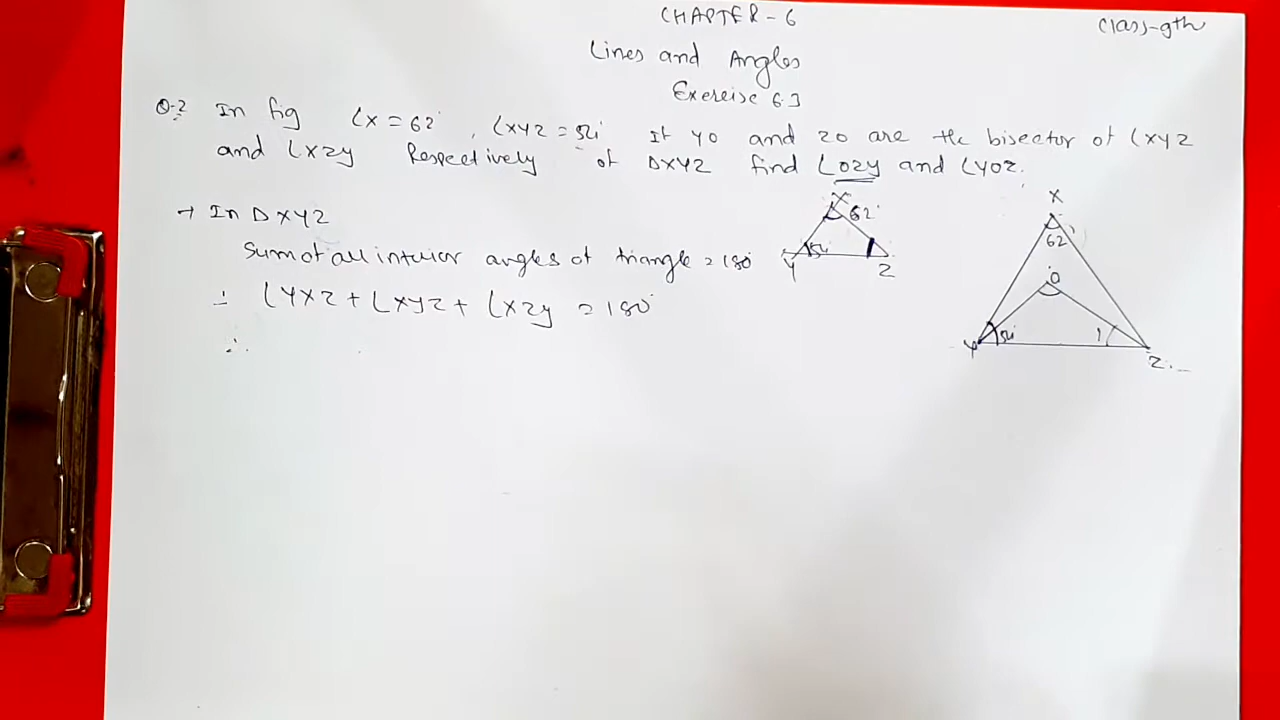 CHAPTER - 6
Class-9th
Lines and Angles
Exercise 6.3
Q.2 In fig ∠X = 62°, ∠XYZ = 54° If YO and ZO are the bisector of ∠XYZ
and ∠XZY Respectively of ΔXYZ find ∠OZY and ∠YOZ.
→ In ΔXYZ
Sum of all interior angles of triangle = 180
∴ ∠YXZ + ∠XYZ + ∠XZY = 180°
∴
X
62°
54°
Y
Z
X
62
O
54°
Y
Z